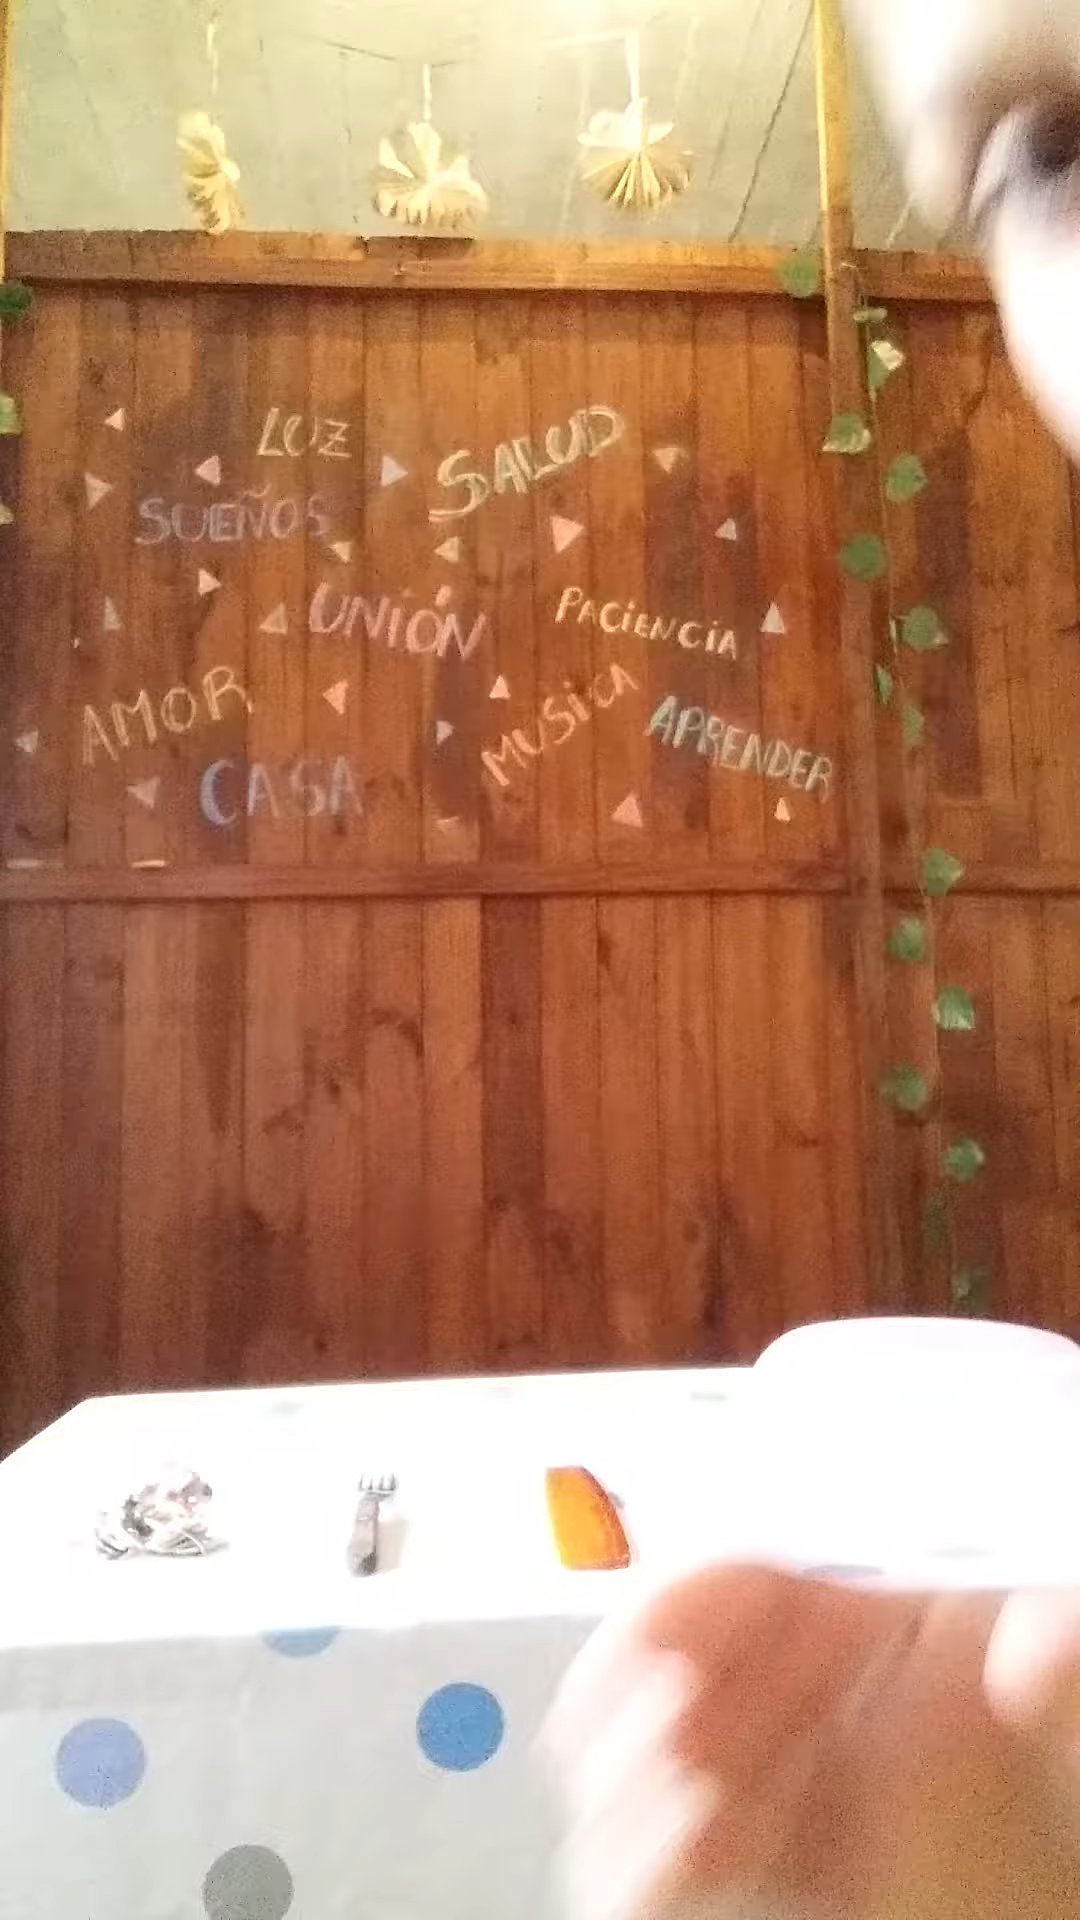 LUZ
SALUD
SUEÑOS
UNIÓN
PACIENCIA
AMOR
MUSICA
APRENDER
CASA